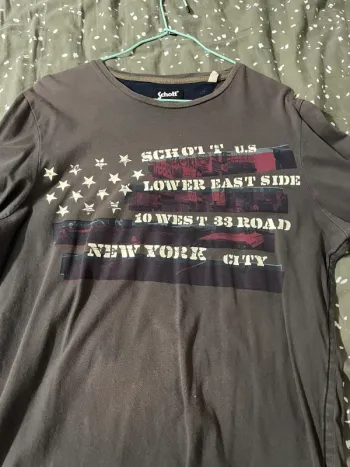 Schott
SCHOTT U.S
LOWER EAST SIDE
10 WEST 33 ROAD
NEW YORK CITY